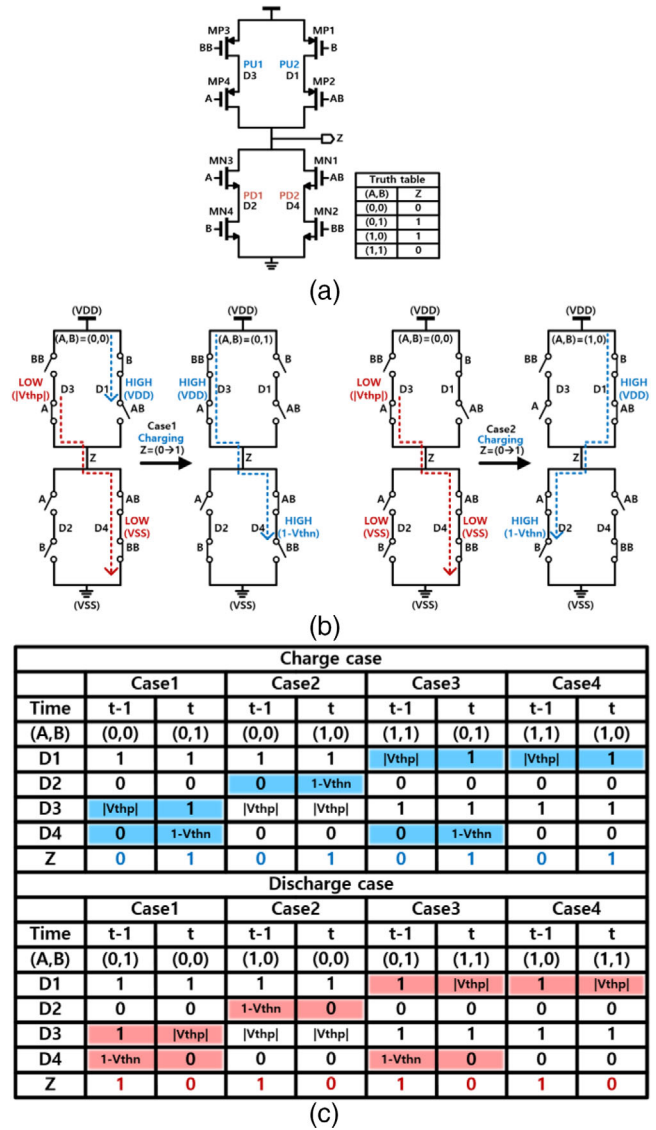 MP3 MP1
BB B
PU1 PU2
D3 D1
MP4 MP2
A AB
Z
MN3 MN1
A AB
PD1 PD2
D2 D4
MN4 MN2
B BB
Truth table
(A,B) Z
(0,0) 0
(0,1) 1
(1,0) 1
(1,1) 0
(a)
(VDD) (VDD) (VDD) (VDD)
(A,B)=(0,0) (A,B)=(0,1) (A,B)=(0,0) (A,B)=(1,0)
BB B BB B BB B BB B
LOW (|Vthp|) D3 D1 HIGH (VDD) HIGH (VDD) D3 D1 LOW (|Vthp|) D3 D1 D3 D1 HIGH (VDD)
A AB A AB A AB A AB
Case1 Charging Z=(0→1) Case2 Charging Z=(0→1)
Z Z Z Z
A AB A AB A AB A AB
D2 D4 LOW (VSS) D2 D4 HIGH (1-Vthn) LOW (VSS) D2 D4 LOW (VSS) HIGH (1-Vthn) D2 D4
B BB B BB B BB B BB
(VSS) (VSS) (VSS) (VSS)
(b)
Charge case
Case1 Case2 Case3 Case4
Time t-1 t t-1 t t-1 t t-1 t
(A,B) (0,0) (0,1) (0,0) (1,0) (1,1) (0,1) (1,1) (1,0)
D1 1 1 1 1 |Vthp| 1 |Vthp| 1
D2 0 0 0 1-Vthn 0 0 0 0
D3 |Vthp| 1 |Vthp| |Vthp| 1 1 1 1
D4 0 1-Vthn 0 0 0 1-Vthn 0 0
Z 0 1 0 1 0 1 0 1
Discharge case
Case1 Case2 Case3 Case4
Time t-1 t t-1 t t-1 t t-1 t
(A,B) (0,1) (0,0) (1,0) (0,0) (0,1) (1,1) (1,0) (1,1)
D1 1 1 1 1 1 |Vthp| 1 |Vthp|
D2 0 0 1-Vthn 0 0 0 0 0
D3 1 |Vthp| |Vthp| |Vthp| 1 1 1 1
D4 1-Vthn 0 0 0 1-Vthn 0 0 0
Z 1 0 1 0 1 0 1 0
(c)